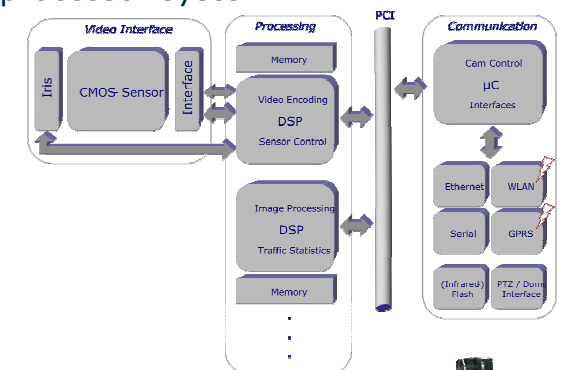 Video Interface
Iris
CMOS- Sensor
Interface
Processing
Memory
Video Encoding
DSP
Sensor Control
Image Processing
DSP
Traffic Statistics
Memory
PCI
Communication
Cam Control
µC
Interfaces
Ethernet
WLAN
Serial
GPRS
(Infrared-)
Flash
PTZ / Dom
Interface